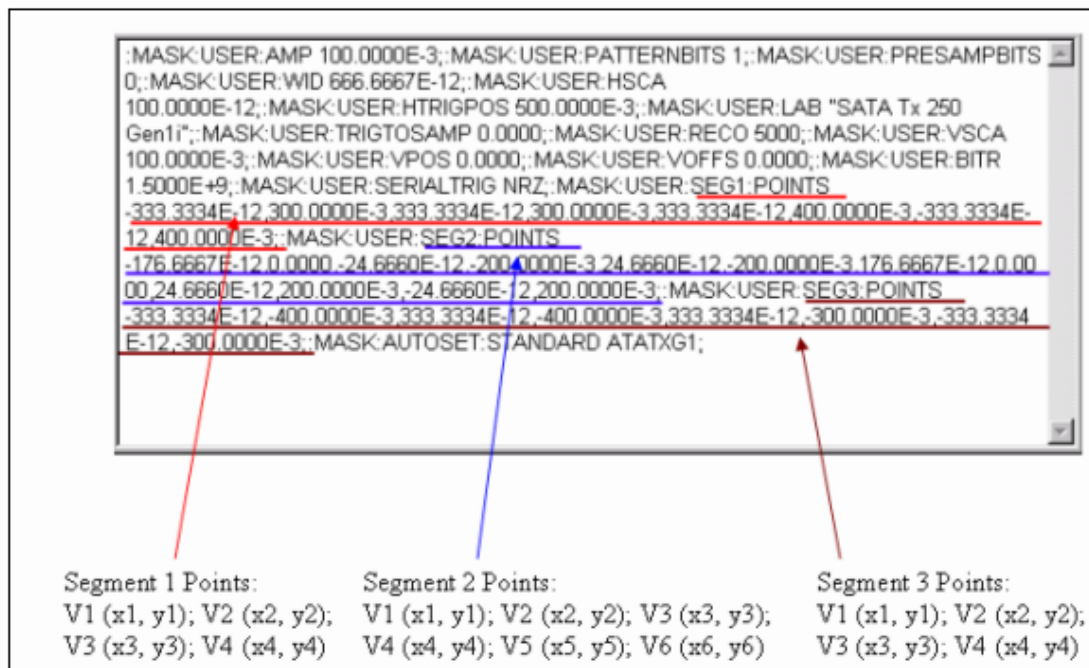 :MASK:USER:AMP 100.0000E-3;:MASK:USER:PATTERNBITS 1;:MASK:USER:PRESAMPBITS
0;:MASK:USER:WID 666.6667E-12;:MASK:USER:HSCA
100.0000E-12;:MASK:USER:HTRIGPOS 500.0000E-3;:MASK:USER:LAB "SATA Tx 250
Gen1i";:MASK:USER:TRIGTOSAMP 0.0000;:MASK:USER:RECO 5000;:MASK:USER:VSCA
100.0000E-3;:MASK:USER:VPOS 0.0000;:MASK:USER:VOFFS 0.0000;:MASK:USER:BITR
1.5000E+9;:MASK:USER:SERIALTRIG NRZ;:MASK:USER:SEG1:POINTS
-333.3334E-12,300.0000E-3,333.3334E-12,300.0000E-3,333.3334E-12,400.0000E-3,-333.3334E-
12,400.0000E-3;:MASK:USER:SEG2:POINTS
-176.6667E-12,0.0000,-24.6660E-12,-200.0000E-3,24.6660E-12,-200.0000E-3,176.6667E-12,0.00
00,24.6660E-12,200.0000E-3,-24.6660E-12,200.0000E-3;:MASK:USER:SEG3:POINTS
-333.3334E-12,-400.0000E-3,333.3334E-12,-400.0000E-3,333.3334E-12,-300.0000E-3,-333.3334
E-12,-300.0000E-3;:MASK:AUTOSET:STANDARD ATATXG1;
Segment 1 Points:
V1 (x1, y1); V2 (x2, y2);
V3 (x3, y3); V4 (x4, y4)
Segment 2 Points:
V1 (x1, y1); V2 (x2, y2); V3 (x3, y3);
V4 (x4, y4); V5 (x5, y5); V6 (x6, y6)
Segment 3 Points:
V1 (x1, y1); V2 (x2, y2);
V3 (x3, y3); V4 (x4, y4)